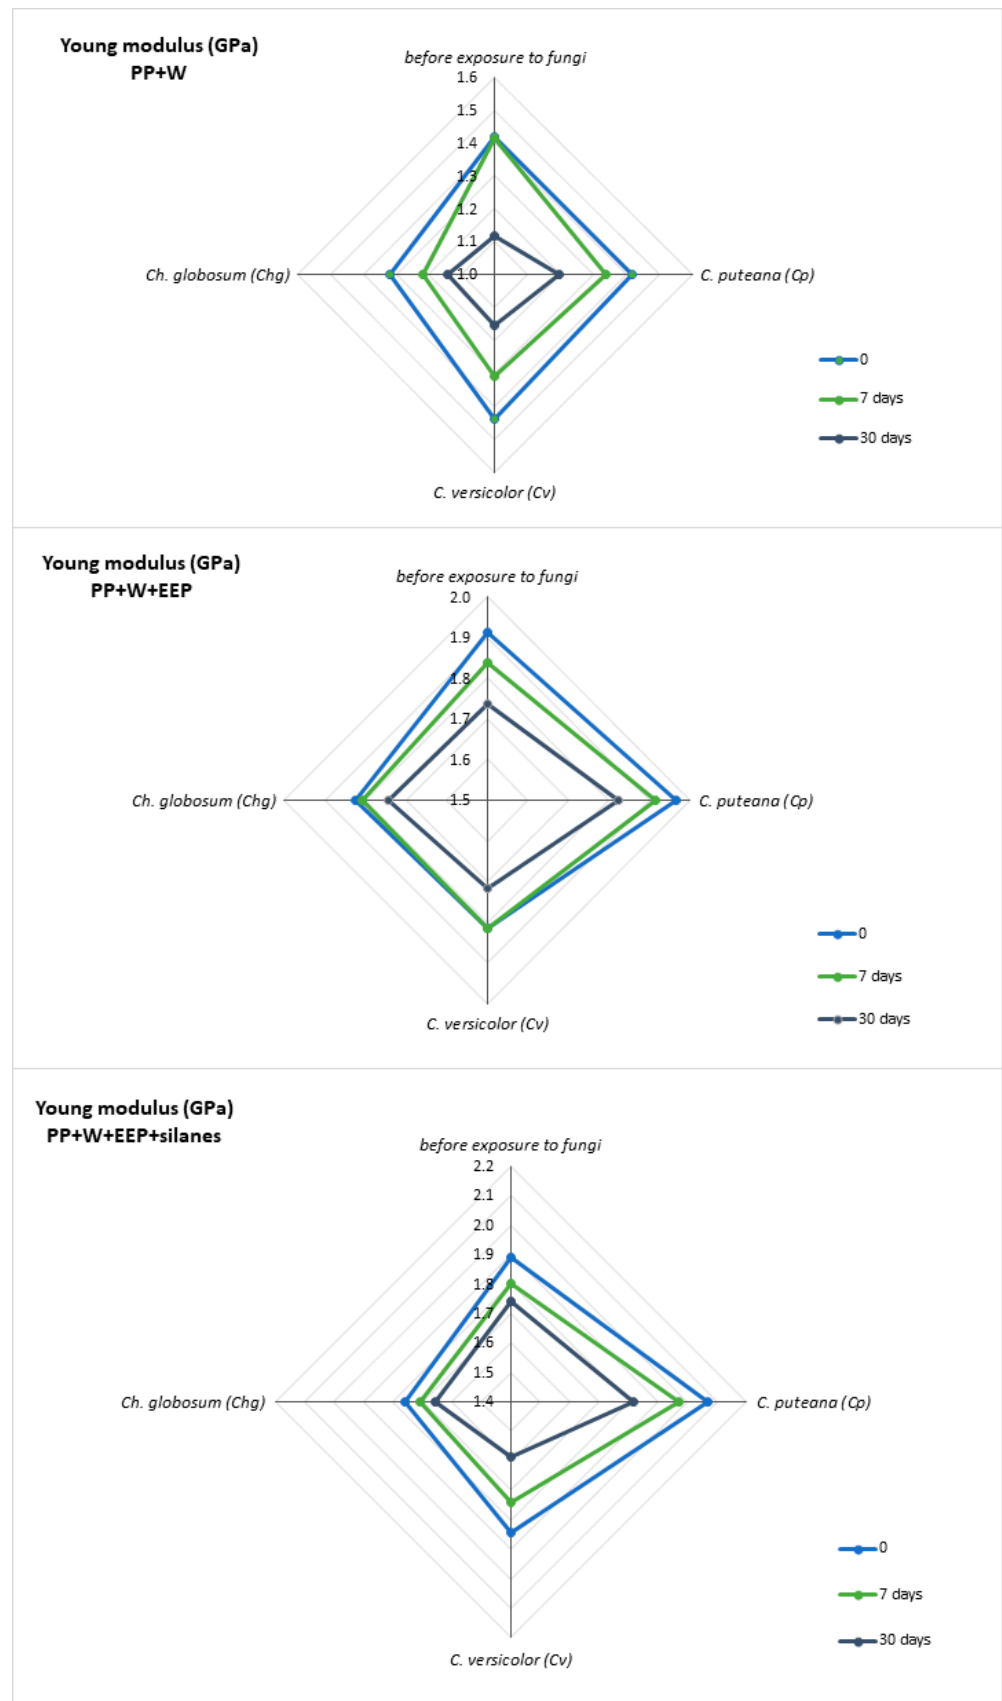 Young modulus (GPa)
PP+W
before exposure to fungi
1.6
1.5
1.4
1.3
1.2
1.1
1.0
Ch. globosum (Chg)
C. puteana (Cp)
C. versicolor (Cv)
0
7 days
30 days
Young modulus (GPa)
PP+W+EEP
before exposure to fungi
2.0
1.9
1.8
1.7
1.6
1.5
Ch. globosum (Chg)
C. puteana (Cp)
C. versicolor (Cv)
0
7 days
30 days
Young modulus (GPa)
PP+W+EEP+silanes
before exposure to fungi
2.2
2.1
2.0
1.9
1.8
1.7
1.6
1.5
1.4
Ch. globosum (Chg)
C. puteana (Cp)
C. versicolor (Cv)
0
7 days
30 days